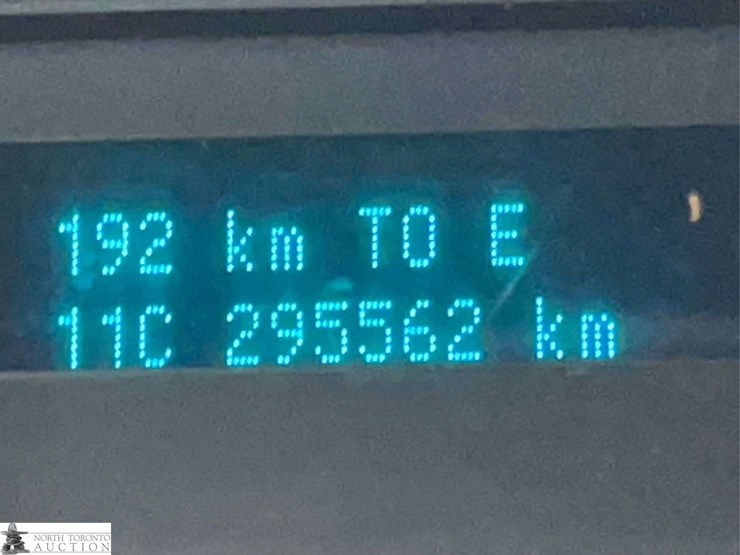 192 km TO E
11C 295562 km
NORTH TORONTO
AUCTION